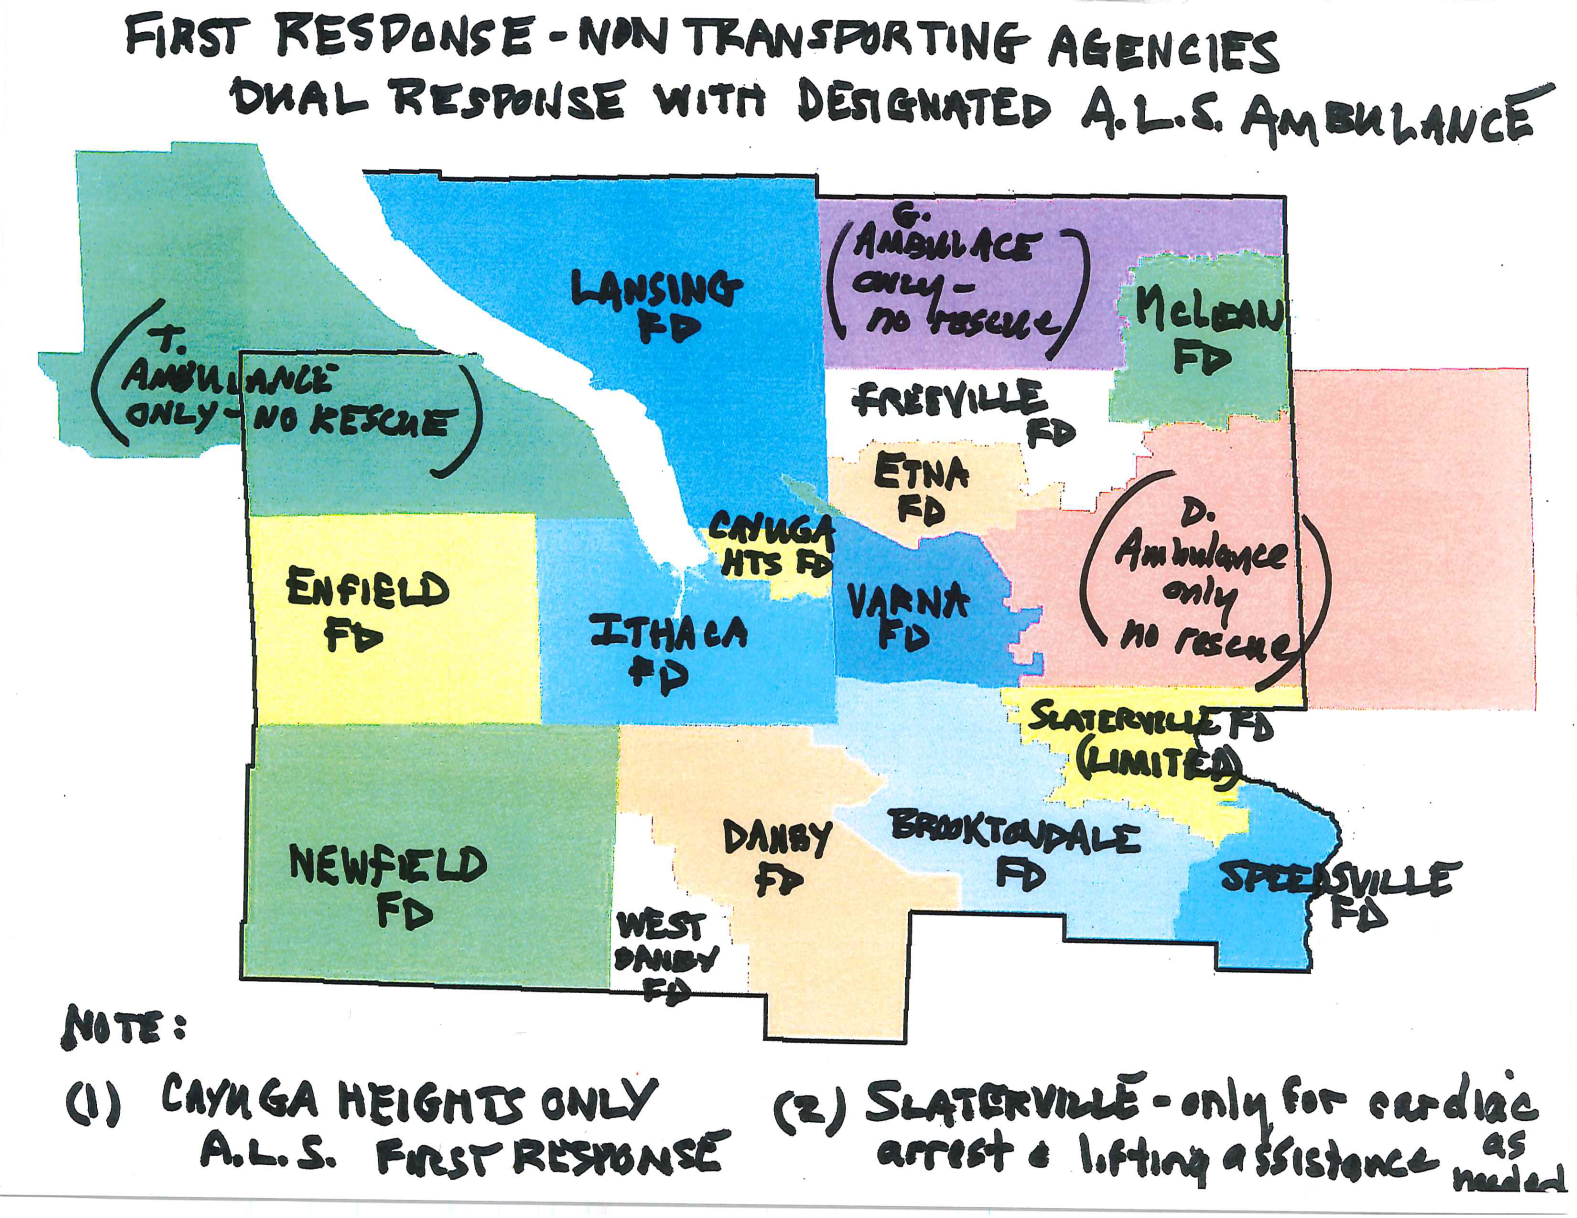 FIRST RESPONSE - NON TRANSPORTING AGENCIES
DUAL RESPONSE WITH DESIGNATED A.L.S. AMBULANCE
LANSING
FD
G.
(AMBULACE
ONLY -
no rescue)
McLEAN
FD
(T.
AMBULANCE
ONLY - NO RESCUE)
FREEVILLE
FD
ETNA
FD
CAYUGA
HTS FD
(D.
Ambulance
only
no rescue)
ENFIELD
FD
ITHACA
FD
VARNA
FD
SLATERVILLE FD
(LIMITED)
NEWFIELD
FD
DANBY
FD
BROOKTONDALE
FD
SPEEDSVILLE
FD
WEST
DANBY
FD
NOTE:
(1) CAYUGA HEIGHTS ONLY
A.L.S. FIRST RESPONSE
(2) SLATERVILLE - only for cardiac
arrest & lifting assistance as
needed